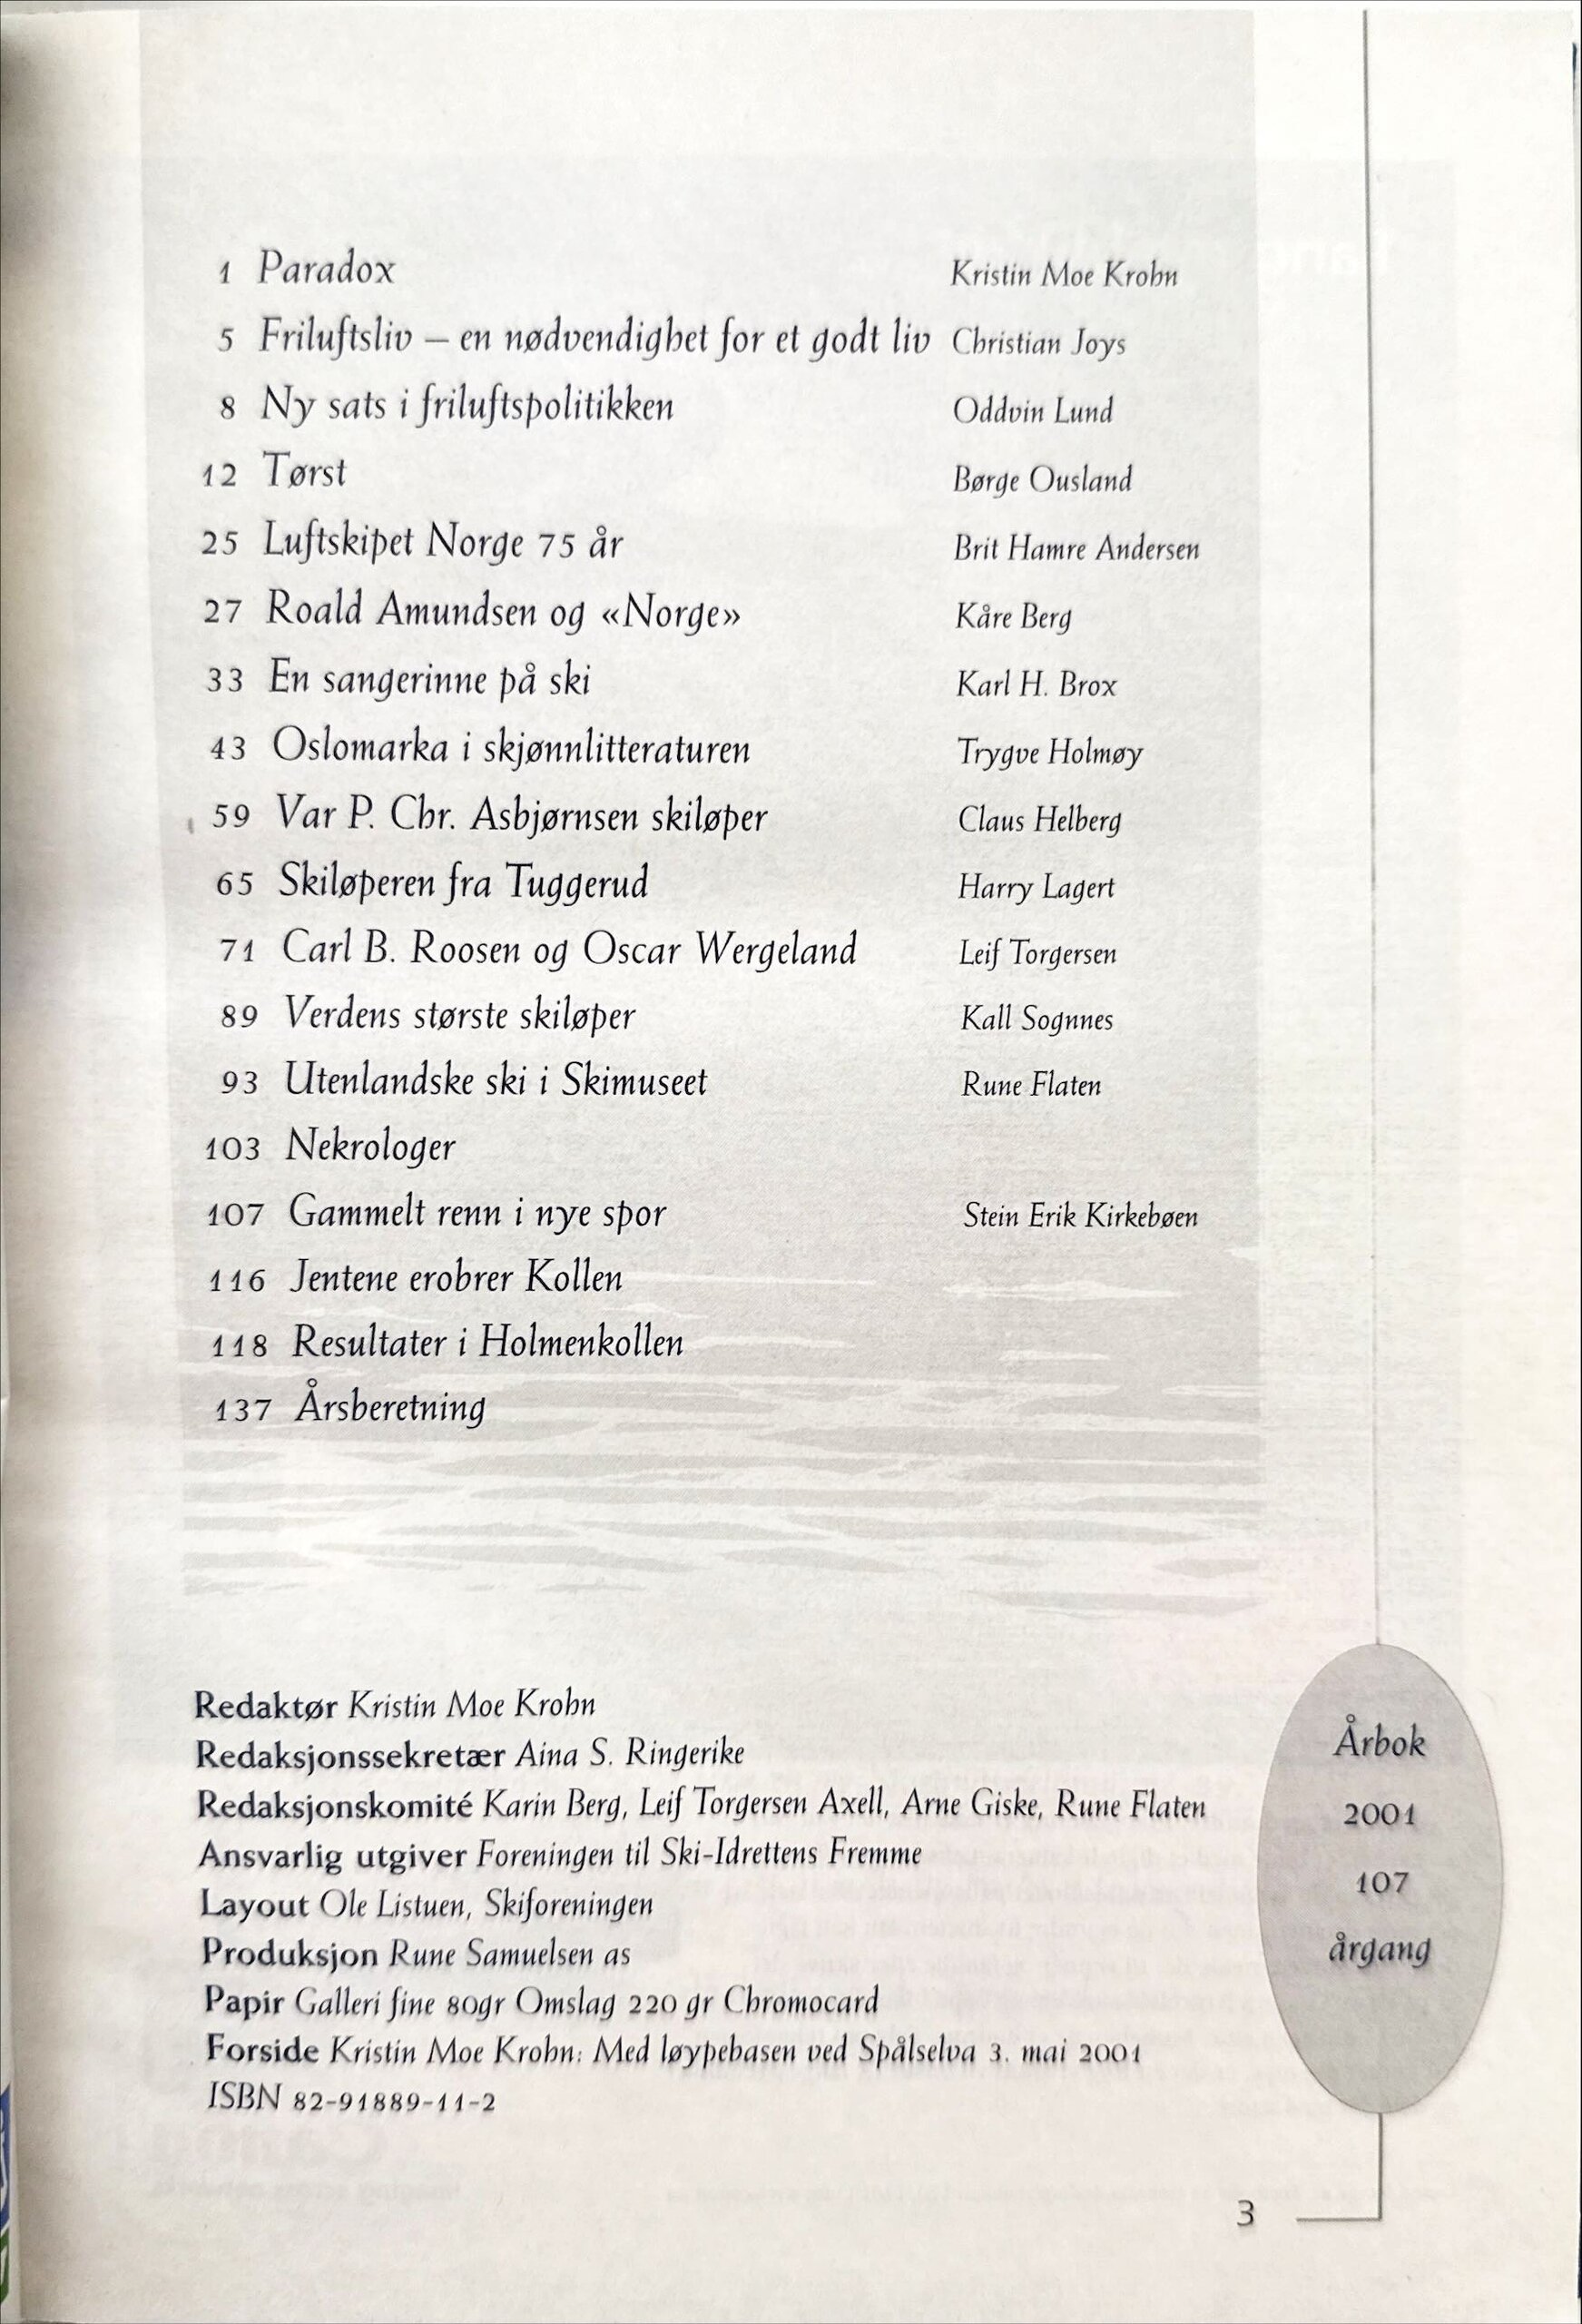 1 Paradox Kristin Moe Krohn
5 Friluftsliv – en nødvendighet for et godt liv Christian Joys
8 Ny sats i friluftspolitikken Oddvin Lund
12 Tørst Børge Ousland
25 Luftskipet Norge 75 år Brit Hamre Andersen
27 Roald Amundsen og «Norge» Kåre Berg
33 En sangerinne på ski Karl H. Brox
43 Oslomarka i skjønnlitteraturen Trygve Holmøy
59 Var P. Chr. Asbjørnsen skiløper Claus Helberg
65 Skiløperen fra Tuggerud Harry Lagert
71 Carl B. Roosen og Oscar Wergeland Leif Torgersen
89 Verdens største skiløper Kall Sognnes
93 Utenlandske ski i Skimuseet Rune Flaten
103 Nekrologer
107 Gammelt renn i nye spor Stein Erik Kirkebøen
116 Jentene erobrer Kollen
118 Resultater i Holmenkollen
137 Årsberetning
Redaktør Kristin Moe Krohn
Redaksjonssekretær Aina S. Ringerike
Redaksjonskomité Karin Berg, Leif Torgersen Axell, Arne Giske, Rune Flaten
Ansvarlig utgiver Foreningen til Ski-Idrettens Fremme
Layout Ole Listuen, Skiforeningen
Produksjon Rune Samuelsen as
Papir Galleri fine 80gr Omslag 220 gr Chromocard
Forside Kristin Moe Krohn: Med løypebasen ved Spålselva 3. mai 2001
ISBN 82-91889-11-2
Årbok
2001
107
årgang
3